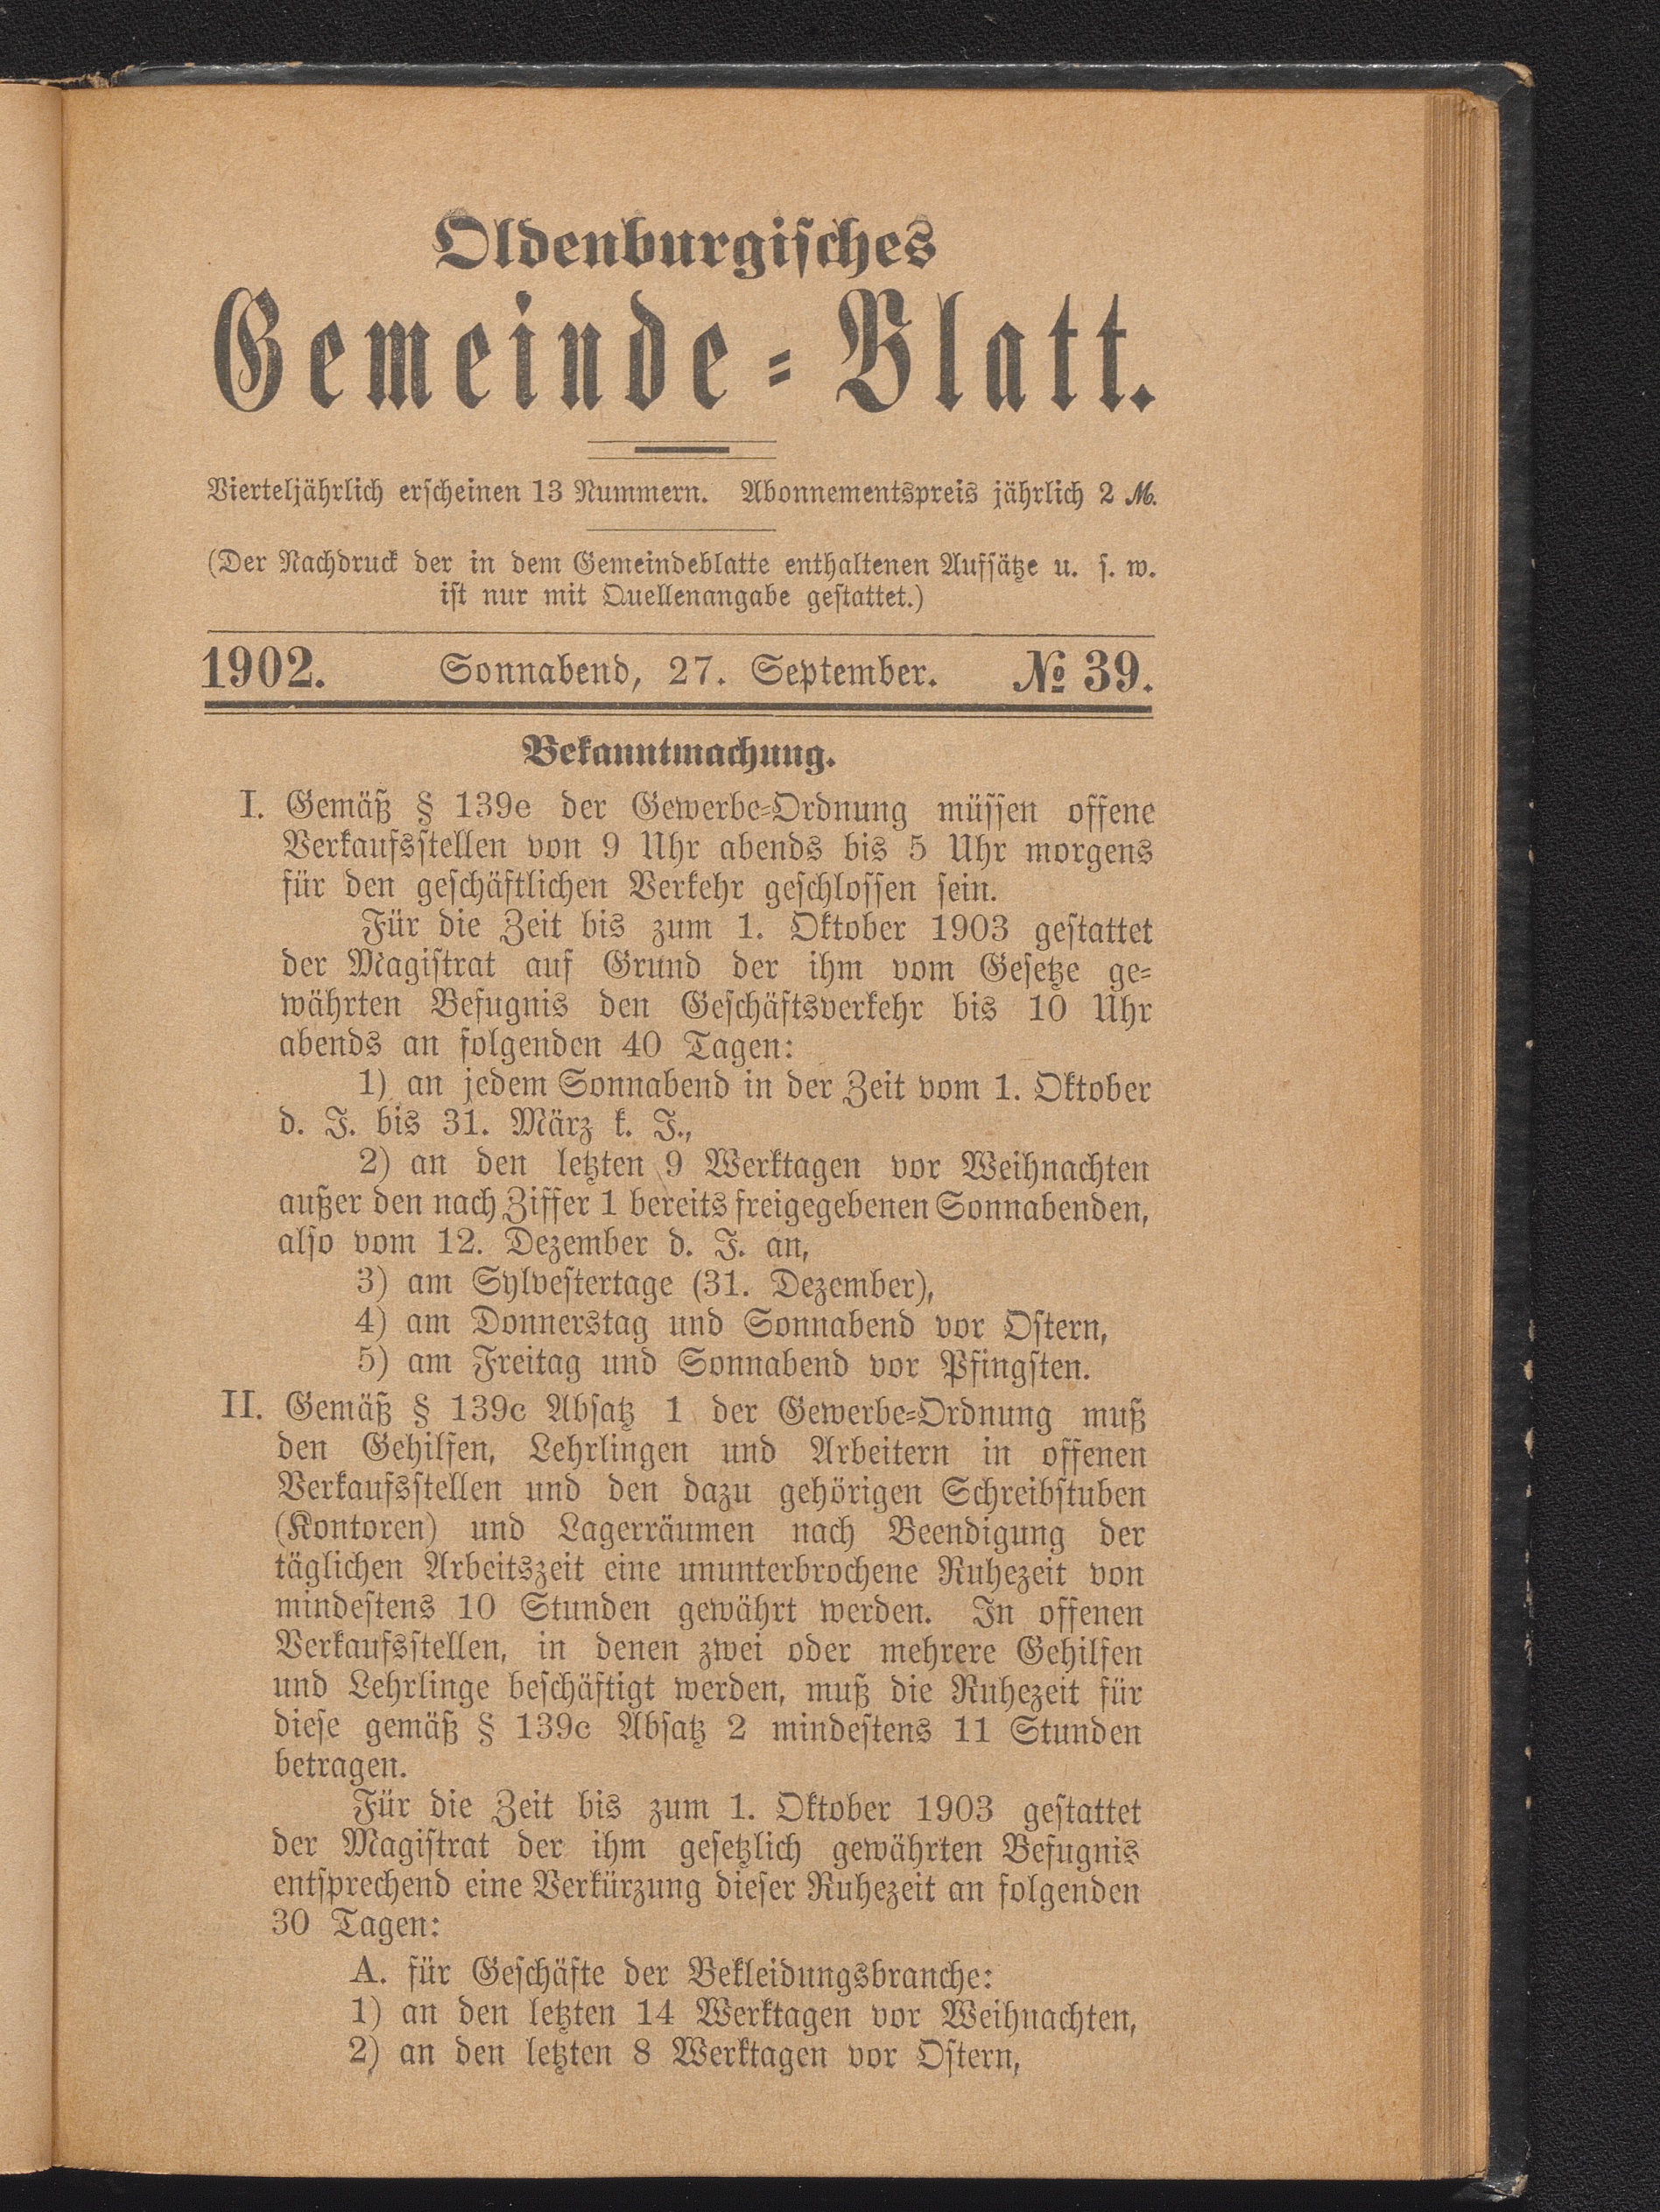 Oldenburgisches
Gemeinde-Blatt.
Vierteljährlich erscheinen 13 Nummern. Abonnementspreis jährlich 2 ℳ.
(Der Nachdruck der in dem Gemeindeblatte enthaltenen Aufsätze u. s. w.
ist nur mit Quellenangabe gestattet.)
1902. Sonnabend, 27. September. № 39.
Bekanntmachung.
I. Gemäß § 139e der Gewerbe-Ordnung müssen offene
Verkaufsstellen von 9 Uhr abends bis 5 Uhr morgens
für den geschäftlichen Verkehr geschlossen sein.
Für die Zeit bis zum 1. Oktober 1903 gestattet
der Magistrat auf Grund der ihm vom Gesetze ge-
währten Befugnis den Geschäftsverkehr bis 10 Uhr
abends an folgenden 40 Tagen:
1) an jedem Sonnabend in der Zeit vom 1. Oktober
d. J. bis 31. März k. J.,
2) an den letzten 9 Werktagen vor Weihnachten
außer den nach Ziffer 1 bereits freigegebenen Sonnabenden,
also vom 12. Dezember d. J. an,
3) am Sylvestertage (31. Dezember),
4) am Donnerstag und Sonnabend vor Ostern,
5) am Freitag und Sonnabend vor Pfingsten.
II. Gemäß § 139c Absatz 1 der Gewerbe-Ordnung muß
den Gehilfen, Lehrlingen und Arbeitern in offenen
Verkaufsstellen und den dazu gehörigen Schreibstuben
(Kontoren) und Lagerräumen nach Beendigung der
täglichen Arbeitszeit eine ununterbrochene Ruhezeit von
mindestens 10 Stunden gewährt werden. In offenen
Verkaufsstellen, in denen zwei oder mehrere Gehilfen
und Lehrlinge beschäftigt werden, muß die Ruhezeit für
diese gemäß § 139c Absatz 2 mindestens 11 Stunden
betragen.
Für die Zeit bis zum 1. Oktober 1903 gestattet
der Magistrat der ihm gesetzlich gewährten Befugnis
entsprechend eine Verkürzung dieser Ruhezeit an folgenden
30 Tagen:
A. für Geschäfte der Bekleidungsbranche:
1) an den letzten 14 Werktagen vor Weihnachten,
2) an den letzten 8 Werktagen vor Ostern,